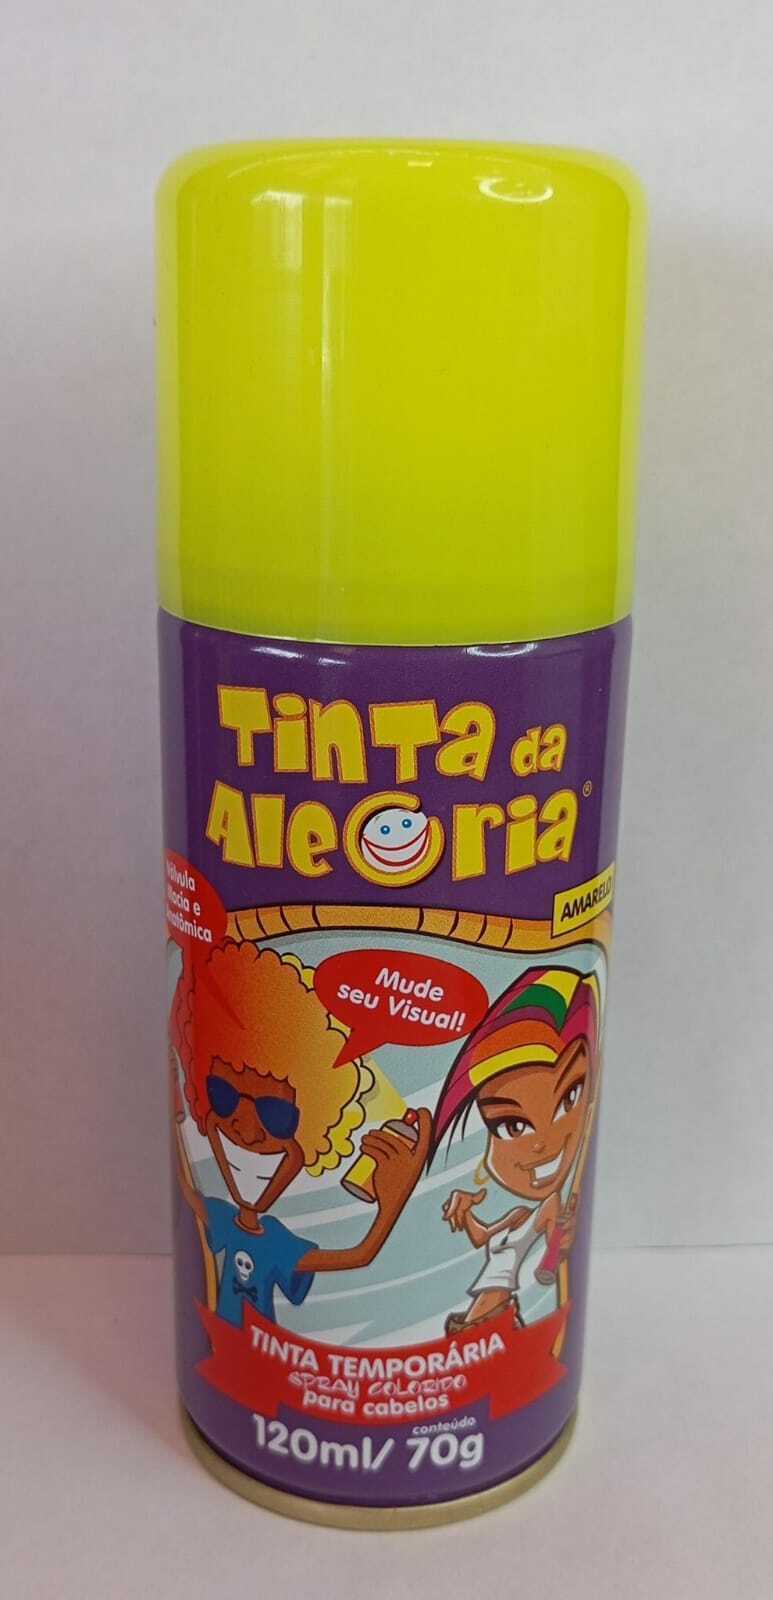 Tinta da
Alegria®
AMARELO
Mude
seu Visual!
TINTA TEMPORÁRIA
SPRAY COLORIDO
para cabelos
conteúdo
120ml/ 70g